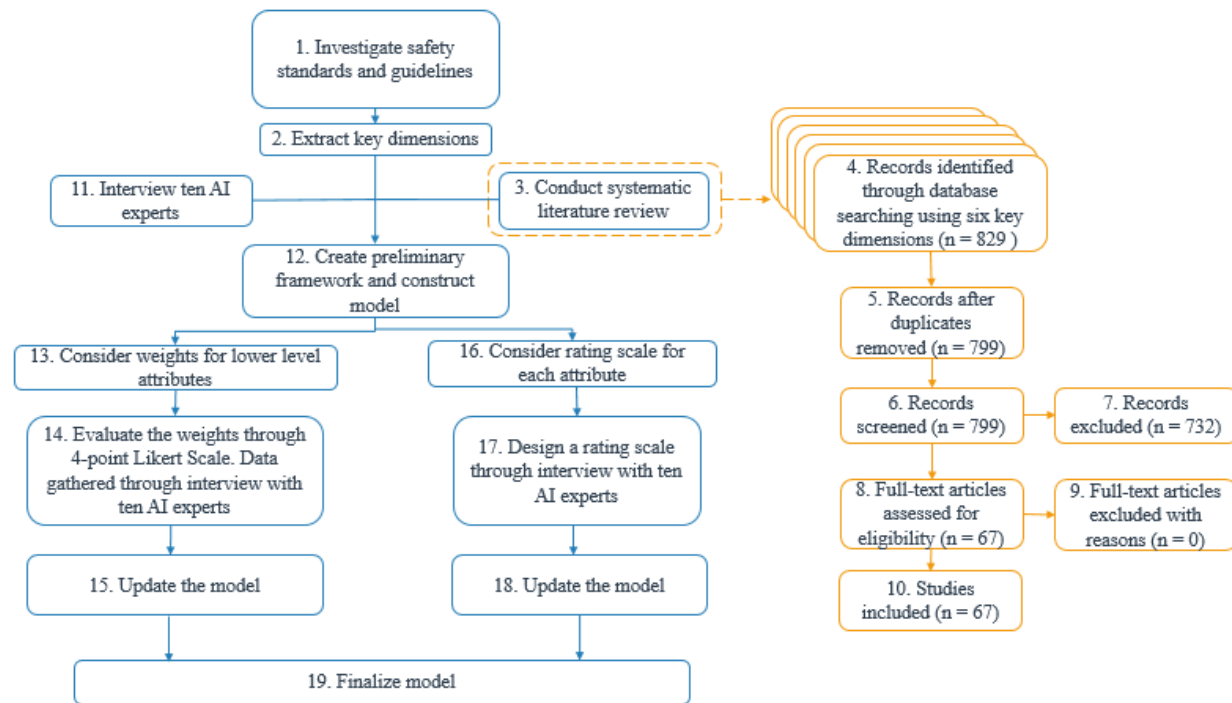 1. Investigate safety
standards and guidelines
2. Extract key dimensions
3. Conduct systematic
literature review
4. Records identified
through database
searching using six key
dimensions (n = 829 )
5. Records after
duplicates
removed (n = 799)
6. Records
screened (n = 799)
7. Records
excluded (n = 732)
8. Full-text articles
assessed for
eligibility (n = 67)
9. Full-text articles
excluded with
reasons (n = 0)
10. Studies
included (n = 67)
11. Interview ten AI
experts
12. Create preliminary
framework and construct
model
13. Consider weights for lower level
attributes
14. Evaluate the weights through
4-point Likert Scale. Data
gathered through interview with
ten AI experts
15. Update the model
16. Consider rating scale for
each attribute
17. Design a rating scale
through interview with ten
AI experts
18. Update the model
19. Finalize model